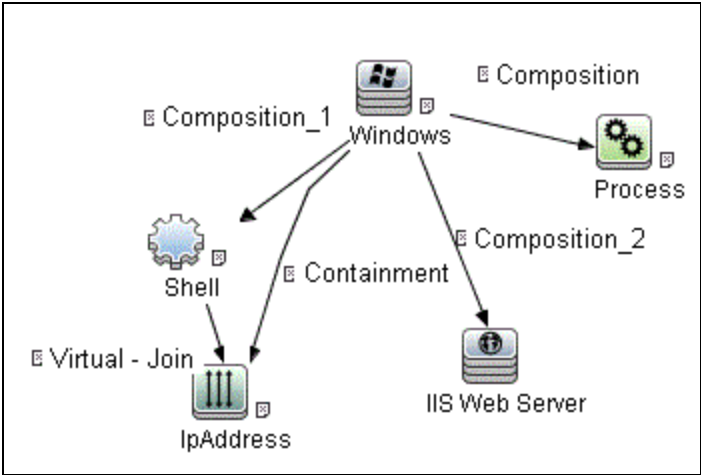 Composition
Composition_1
Windows
Process
Composition_2
Containment
Shell
Virtual - Join
IIS Web Server
IpAddress